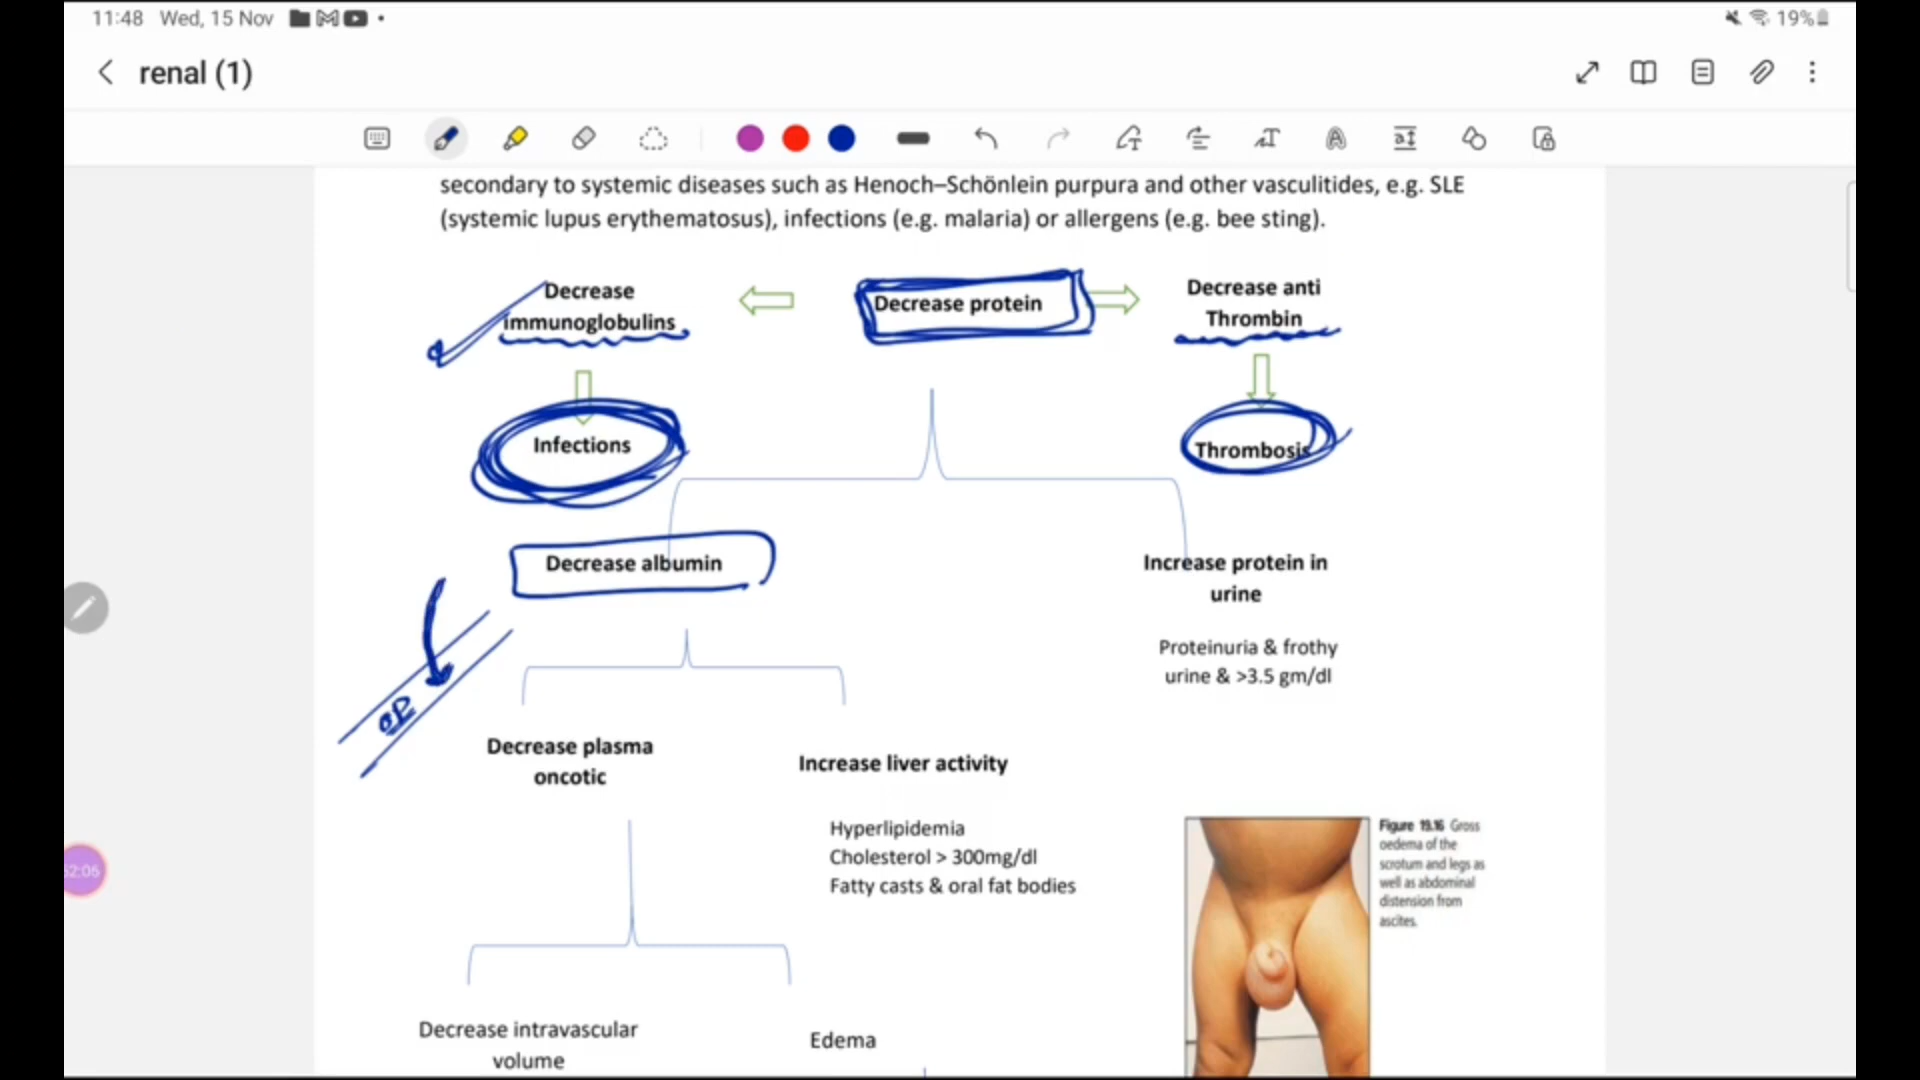 11:48 Wed, 15 Nov
19%
renal (1)
secondary to systemic diseases such as Henoch–Schönlein purpura and other vasculitides, e.g. SLE
(systemic lupus erythematosus), infections (e.g. malaria) or allergens (e.g. bee sting).
Decrease
immunoglobulins
Decrease protein
Decrease anti
Thrombin
Infections
Thrombosis
Decrease albumin
Increase protein in
urine
Proteinuria & frothy
urine & >3.5 gm/dl
OP
Decrease plasma
oncotic
Increase liver activity
Hyperlipidemia
Cholesterol > 300mg/dl
Fatty casts & oral fat bodies
Figure 19.16 Gross
oedema of the
scrotum and legs as
well as abdominal
distension from
ascites.
Decrease intravascular
volume
Edema